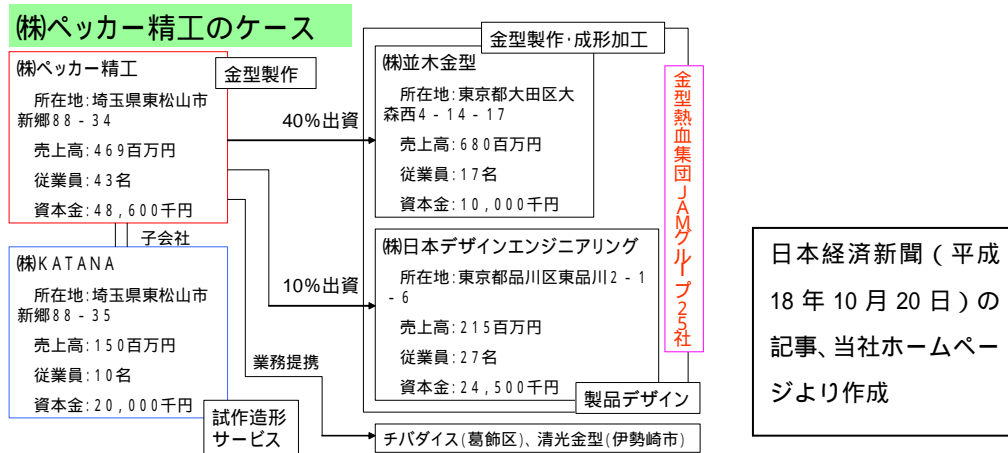 ㈱ペッカー精工のケース
㈱ペッカー精工
金型製作
所在地:埼玉県東松山市
新郷88-34
売上高:469百万円
従業員:43名
資本金:48,600千円
子会社
㈱KATANA
所在地:埼玉県東松山市
新郷88-35
売上高:150百万円
従業員:10名
資本金:20,000千円
試作造形
サービス
40%出資
10%出資
業務提携
金型製作・成形加工
㈱並木金型
所在地:東京都大田区大
森西4-14-17
売上高:680百万円
従業員:17名
資本金:10,000千円
㈱日本デザインエンジニアリング
所在地:東京都品川区東品川2-1
-6
売上高:215百万円
従業員:27名
資本金:24,500千円
製品デザイン
チバダイス(葛飾区)、清光金型(伊勢崎市)
金型熱血集団JAMグループ25社
日本経済新聞(平成
18年10月20日)の
記事、当社ホームペー
ジより作成